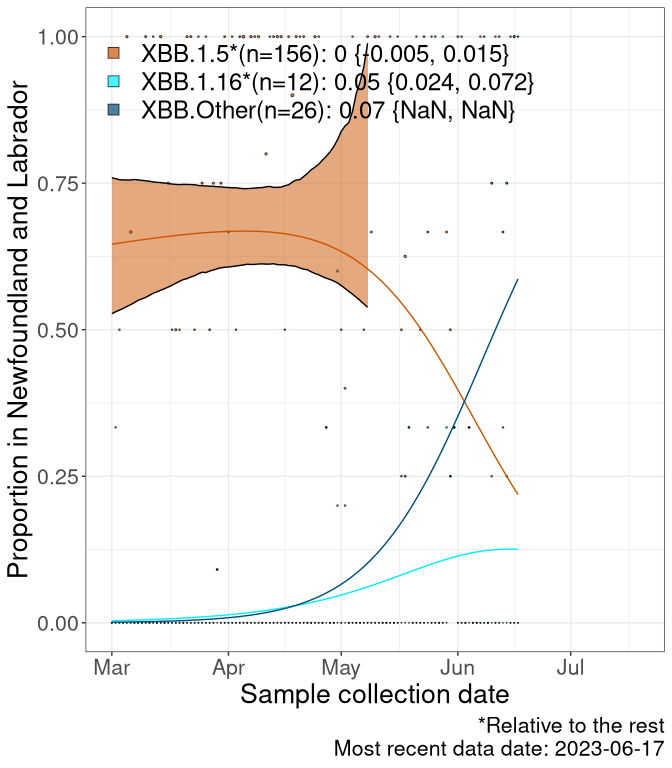 XBB.1.5*(n=156): 0 {-0.005, 0.015}
XBB.1.16*(n=12): 0.05 {0.024, 0.072}
XBB.Other(n=26): 0.07 {NaN, NaN}
Proportion in Newfoundland and Labrador
1.00
0.75
0.50
0.25
0.00
Mar Apr May Jun Jul
Sample collection date
*Relative to the rest
Most recent data date: 2023-06-17